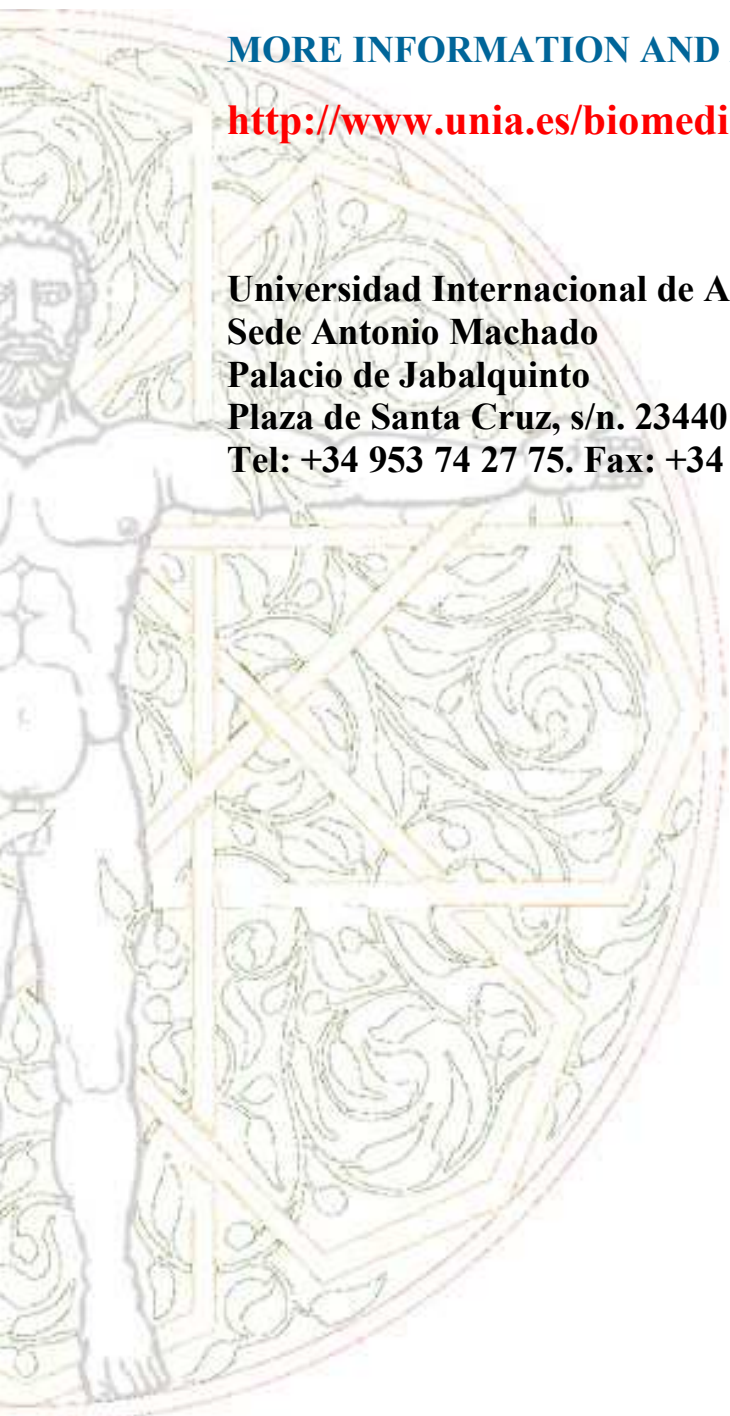 MORE INFORMATION AND
http://www.unia.es/biomedi
Universidad Internacional de A
Sede Antonio Machado
Palacio de Jabalquinto
Plaza de Santa Cruz, s/n. 23440
Tel: +34 953 74 27 75. Fax: +34